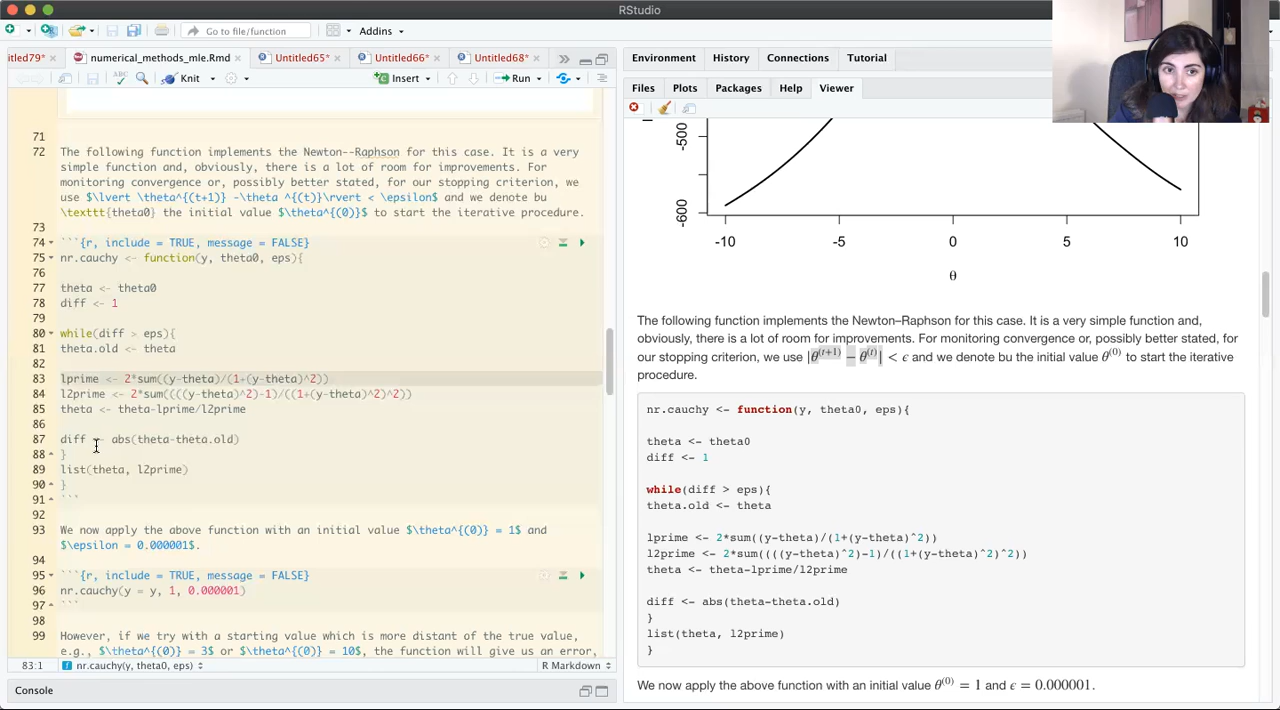 RStudio
Go to file/function
Addins
ntitled79*
numerical_methods_mle.Rmd
Untitled65*
Untitled66*
Untitled68*
Knit
Insert
Run
71
72 The following function implements the Newton--Raphson for this case. It is a very
simple function and, obviously, there is a lot of room for improvements. For
monitoring convergence or, possibly better stated, for our stopping criterion, we
use $\lvert \theta^{(t+1)} -\theta ^{(t)}\rvert < \epsilon$ and we denote bu
\texttt{theta0} the initial value $\theta^{(0)}$ to start the iterative procedure.
73
74 ```{r, include = TRUE, message = FALSE}
75 nr.cauchy <- function(y, theta0, eps){
76
77 theta <- theta0
78 diff <- 1
79
80 while(diff > eps){
81 theta.old <- theta
82
83 lprime <- 2*sum((y-theta)/(1+(y-theta)^2))
84 l2prime <- 2*sum((((y-theta)^2)-1)/((1+(y-theta)^2)^2))
85 theta <- theta-lprime/l2prime
86
87 diff <- abs(theta-theta.old)
88 }
89 list(theta, l2prime)
90 }
91 ```
92
93 We now apply the above function with an initial value $\theta^{(0)} = 1$ and
$\epsilon = 0.000001$.
94
95 ```{r, include = TRUE, message = FALSE}
96 nr.cauchy(y = y, 1, 0.000001)
97 ```
98
99 However, if we try with a starting value which is more distant of the true value,
e.g., $\theta^{(0)} = 3$ or $\theta^{(0)} = 10$, the function will give us an error,
83:1
nr.cauchy(y, theta0, eps)
R Markdown
Console
Environment
History
Connections
Tutorial
Files
Plots
Packages
Help
Viewer
-500
-600
-10
-5
0
5
10
θ
The following function implements the Newton–Raphson for this case. It is a very simple function and,
obviously, there is a lot of room for improvements. For monitoring convergence or, possibly better stated, for
our stopping criterion, we use |θ^(t+1) − θ^(t)| < ϵ and we denote bu the initial value θ^(0) to start the iterative
procedure.
nr.cauchy <- function(y, theta0, eps){
theta <- theta0
diff <- 1
while(diff > eps){
theta.old <- theta
lprime <- 2*sum((y-theta)/(1+(y-theta)^2))
l2prime <- 2*sum((((y-theta)^2)-1)/((1+(y-theta)^2)^2))
theta <- theta-lprime/l2prime
diff <- abs(theta-theta.old)
}
list(theta, l2prime)
}
We now apply the above function with an initial value θ^(0) = 1 and ϵ = 0.000001.